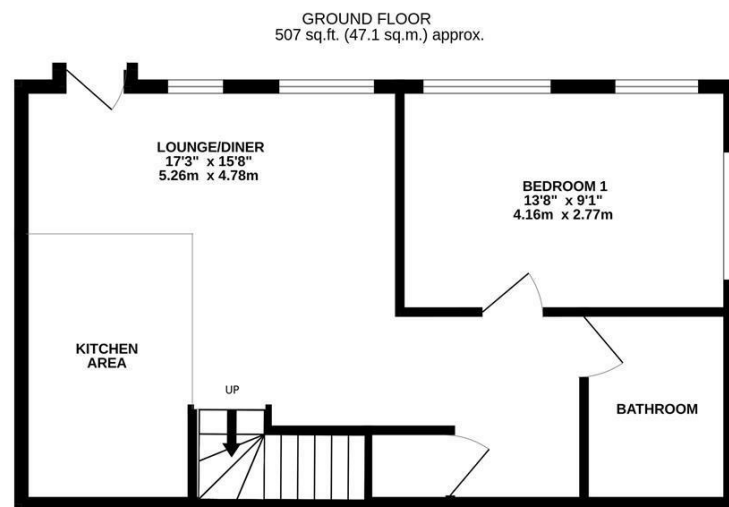 GROUND FLOOR
507 sq.ft. (47.1 sq.m.) approx.
LOUNGE/DINER
17'3" x 15'8"
5.26m x 4.78m
BEDROOM 1
13'8" x 9'1"
4.16m x 2.77m
KITCHEN
AREA
UP
BATHROOM